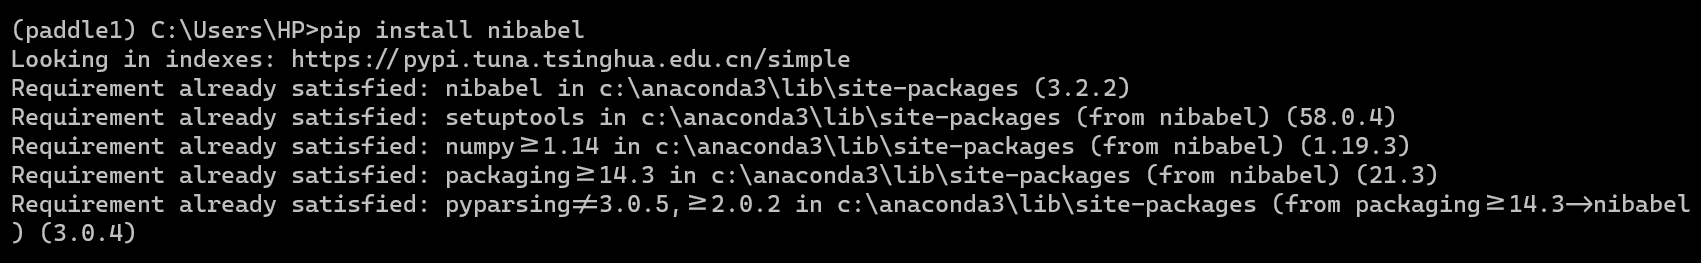 (paddle1) C:\Users\HP>pip install nibabel
Looking in indexes: https://pypi.tuna.tsinghua.edu.cn/simple
Requirement already satisfied: nibabel in c:\anaconda3\lib\site-packages (3.2.2)
Requirement already satisfied: setuptools in c:\anaconda3\lib\site-packages (from nibabel) (58.0.4)
Requirement already satisfied: numpy≥1.14 in c:\anaconda3\lib\site-packages (from nibabel) (1.19.3)
Requirement already satisfied: packaging≥14.3 in c:\anaconda3\lib\site-packages (from nibabel) (21.3)
Requirement already satisfied: pyparsing≠3.0.5,≥2.0.2 in c:\anaconda3\lib\site-packages (from packaging≥14.3→nibabel
) (3.0.4)